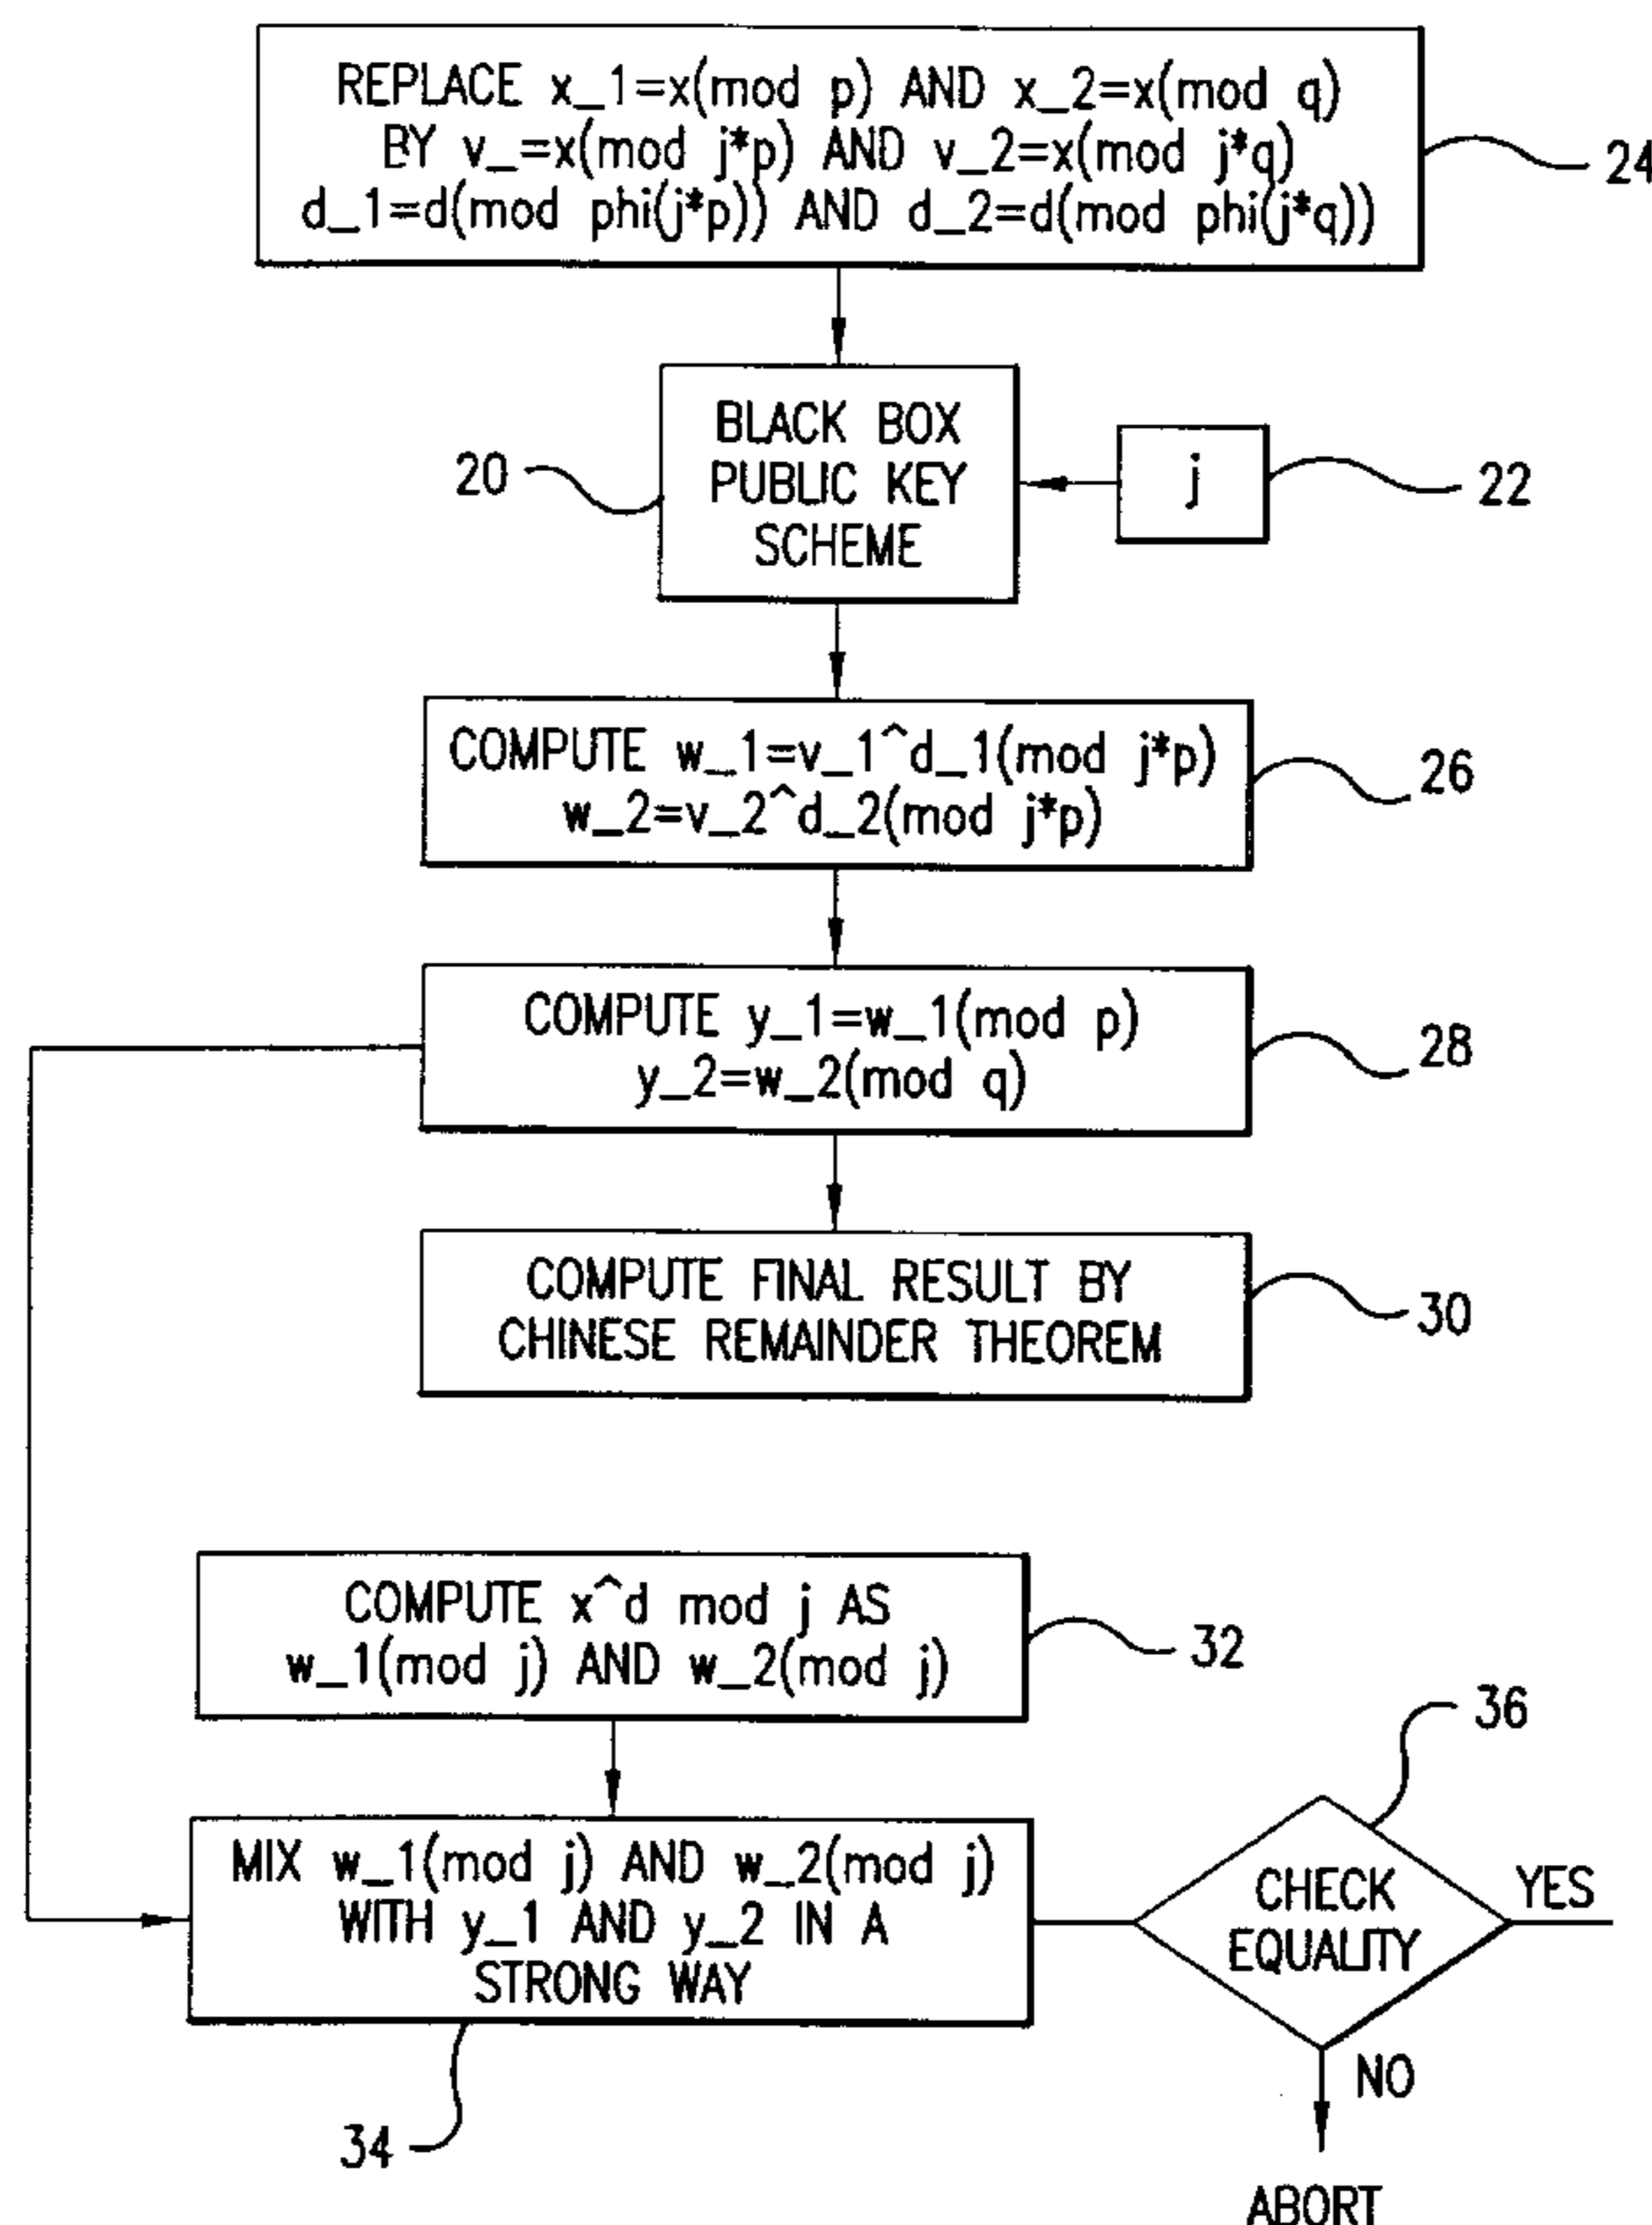 REPLACE x_1=x(mod p) AND x_2=x(mod q)
BY v_=x(mod j*p) AND v_2=x(mod j*q)
d_1=d(mod phi(j*p)) AND d_2=d(mod phi(j*q))
24
BLACK BOX
PUBLIC KEY
SCHEME
20
j
22
COMPUTE w_1=v_1^d_1(mod j*p)
w_2=v_2^d_2(mod j*p)
26
COMPUTE y_1=w_1(mod p)
y_2=w_2(mod q)
28
COMPUTE FINAL RESULT BY
CHINESE REMAINDER THEOREM
30
COMPUTE x^d mod j AS
w_1(mod j) AND w_2(mod j)
32
MIX w_1(mod j) AND w_2(mod j)
WITH y_1 AND y_2 IN A
STRONG WAY
34
36
CHECK
EQUALITY
YES
NO
ABORT